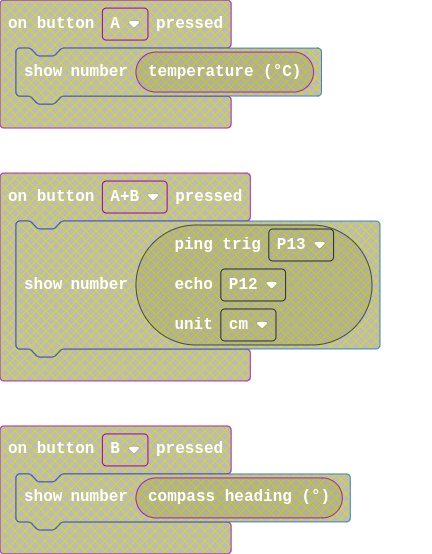 on button A pressed
show number temperature (°C)
on button A+B pressed
ping trig P13
show number echo P12
unit cm
on button B pressed
show number compass heading (°)